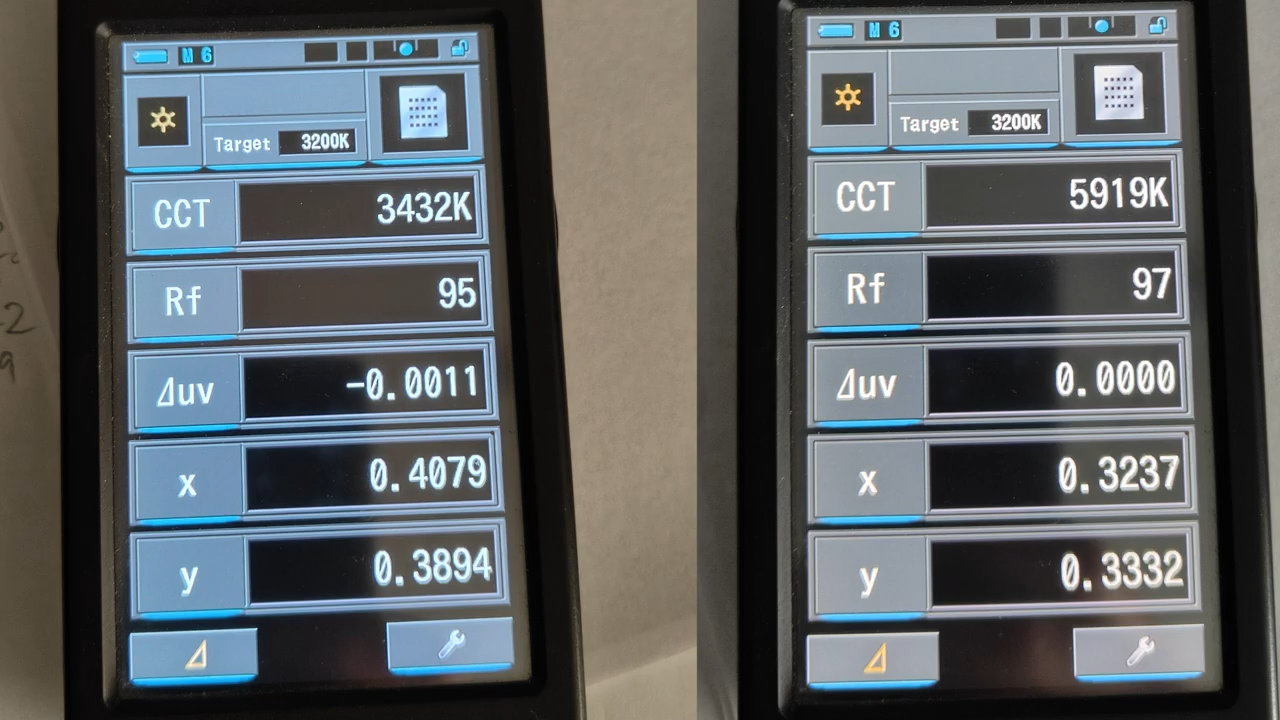 M 6
Target 3200K
CCT 3432K
Rf 95
Δuv -0.0011
x 0.4079
y 0.3894
M 6
Target 3200K
CCT 5919K
Rf 97
Δuv 0.0000
x 0.3237
y 0.3332